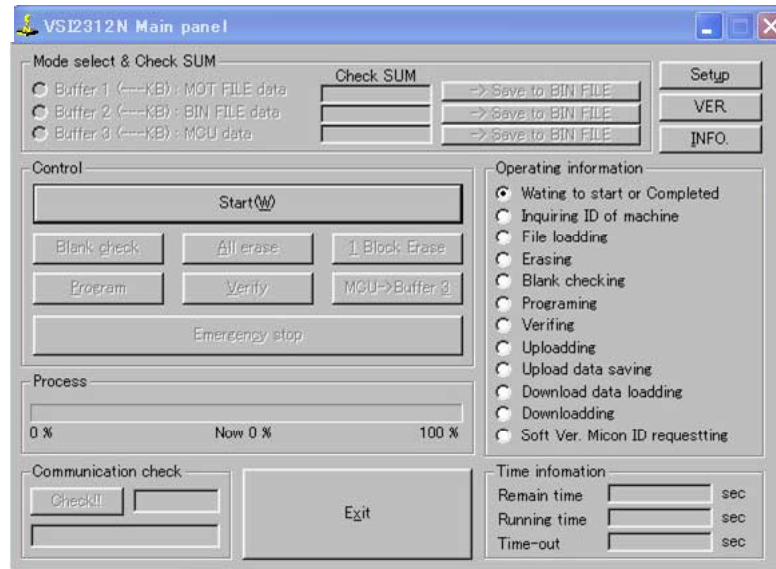 VSI2312N Main panel
Mode select & Check SUM
Check SUM
Buffer 1 (---KB) : MOT FILE data
-> Save to BIN FILE
Buffer 2 (---KB) : BIN FILE data
-> Save to BIN FILE
Buffer 3 (---KB) : MCU data
-> Save to BIN FILE
Setup
VER.
INFO.
Control
Start(W)
Blank check
All erase
1 Block Erase
Program
Verify
MCU->Buffer 3
Emergency stop
Process
0 %
Now 0 %
100 %
Communication check
Check!!
Exit
Operating information
Wating to start or Completed
Inquiring ID of machine
File loadding
Erasing
Blank checking
Programing
Verifing
Uploadding
Upload data saving
Download data loadding
Downloadding
Soft Ver. Micon ID requestting
Time infomation
Remain time
sec
Running time
sec
Time-out
sec